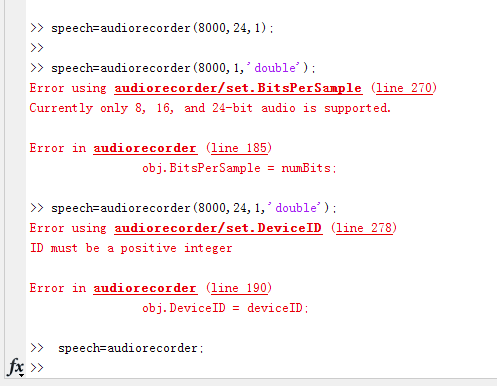 >> speech=audiorecorder(8000,24,1);
>>
>> speech=audiorecorder(8000,1,'double');
Error using audiorecorder/set.BitsPerSample (line 270)
Currently only 8, 16, and 24-bit audio is supported.
Error in audiorecorder (line 185)
obj.BitsPerSample = numBits;
>> speech=audiorecorder(8000,24,1,'double');
Error using audiorecorder/set.DeviceID (line 278)
ID must be a positive integer
Error in audiorecorder (line 190)
obj.DeviceID = deviceID;
>> speech=audiorecorder;
fx >>